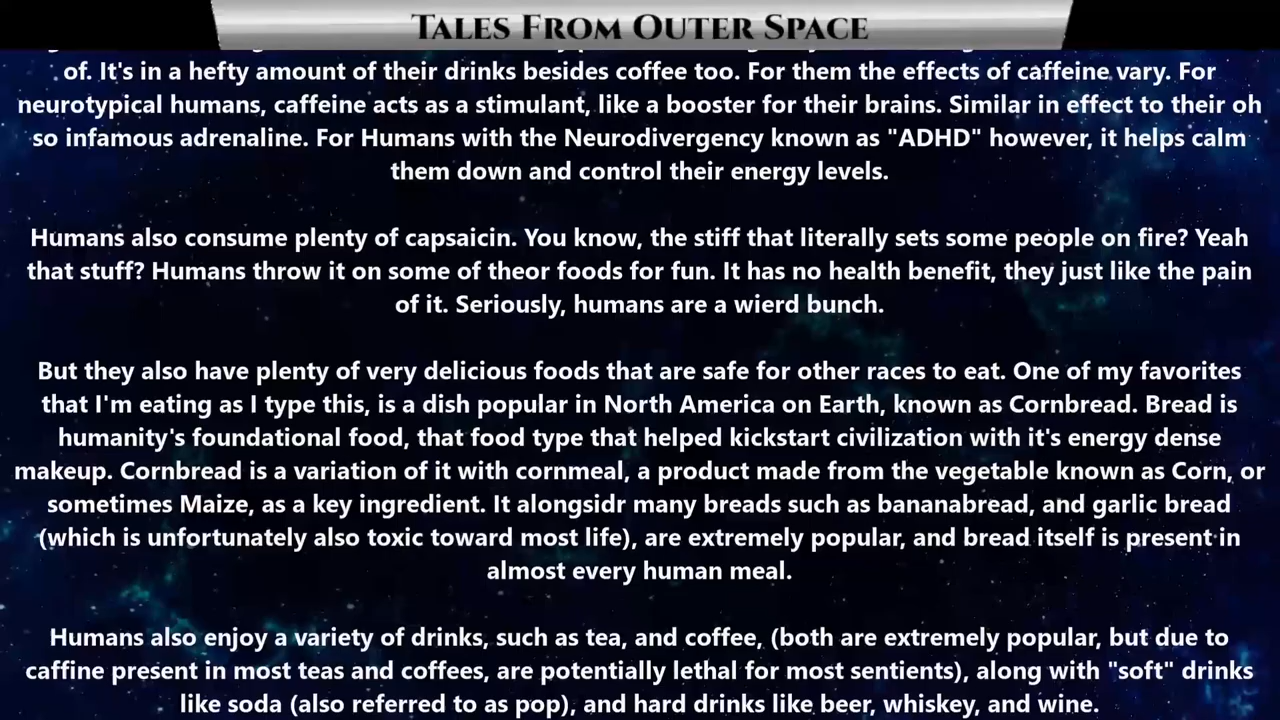 Tales From Outer Space
of. It's in a hefty amount of their drinks besides coffee too. For them the effects of caffeine vary. For
neurotypical humans, caffeine acts as a stimulant, like a booster for their brains. Similar in effect to their oh
so infamous adrenaline. For Humans with the Neurodivergency known as "ADHD" however, it helps calm
them down and control their energy levels.
Humans also consume plenty of capsaicin. You know, the stiff that literally sets some people on fire? Yeah
that stuff? Humans throw it on some of theor foods for fun. It has no health benefit, they just like the pain
of it. Seriously, humans are a wierd bunch.
But they also have plenty of very delicious foods that are safe for other races to eat. One of my favorites
that I'm eating as I type this, is a dish popular in North America on Earth, known as Cornbread. Bread is
humanity's foundational food, that food type that helped kickstart civilization with it's energy dense
makeup. Cornbread is a variation of it with cornmeal, a product made from the vegetable known as Corn, or
sometimes Maize, as a key ingredient. It alongsidr many breads such as bananabread, and garlic bread
(which is unfortunately also toxic toward most life), are extremely popular, and bread itself is present in
almost every human meal.
Humans also enjoy a variety of drinks, such as tea, and coffee, (both are extremely popular, but due to
caffine present in most teas and coffees, are potentially lethal for most sentients), along with "soft" drinks
like soda (also referred to as pop), and hard drinks like beer, whiskey, and wine.